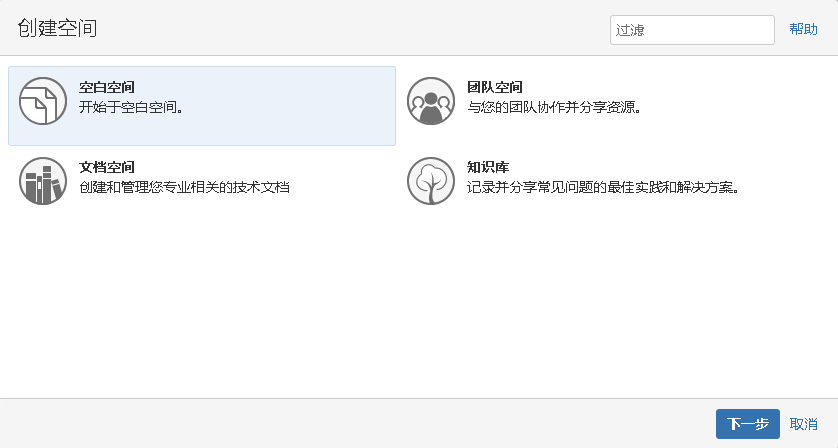 创建空间
过滤
帮助
空白空间
开始于空白空间。
团队空间
与您的团队协作并分享资源。
文档空间
创建和管理您专业相关的技术文档
知识库
记录并分享常见问题的最佳实践和解决方案。
下一步
取消